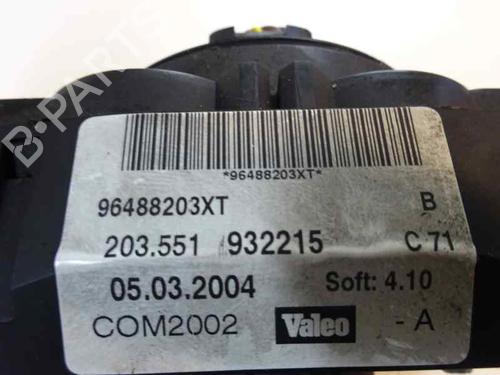 *96488203XT*
96488203XT B
203.551 932215 C 71
05.03.2004 Soft: 4.10
COM2002 Valeo - A
B-PARTS